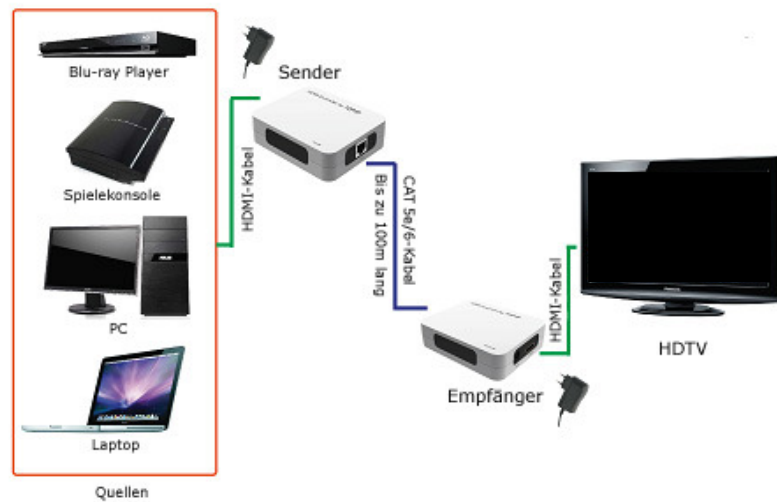 Blu-ray Player
Spielekonsole
PC
Laptop
Quellen
HDMI-Kabel
Sender
CAT 5e/6-Kabel
Bis zu 100m lang
Empfänger
HDMI-Kabel
HDTV